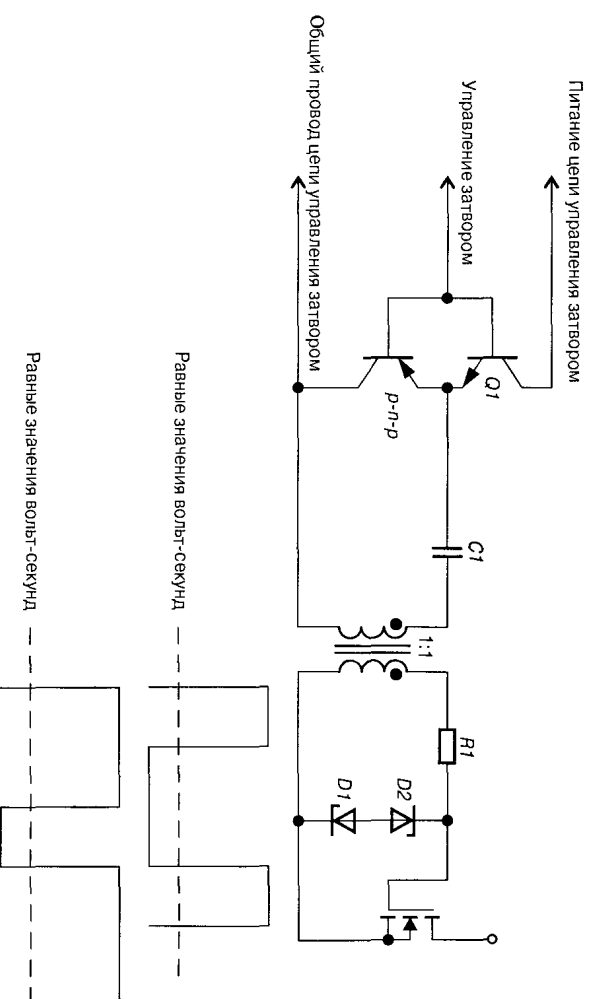 Питание цепи управления затвором
Управление затвором
Общий провод цепи управления затвором
Q1
p-n-p
C1
1:1
R1
D2
D1
Равные значения вольт-секунд
Равные значения вольт-секунд